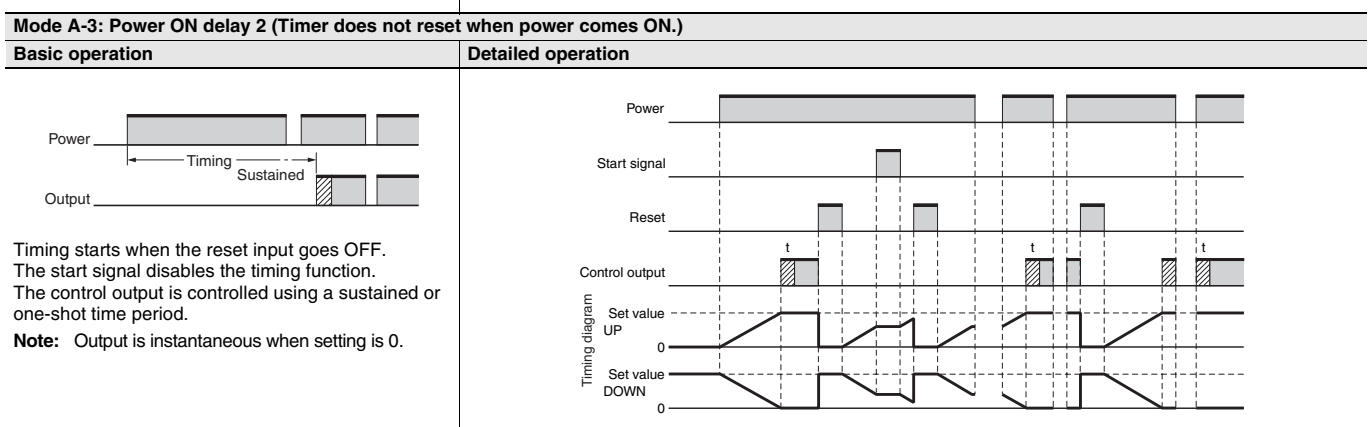 Mode A-3: Power ON delay 2 (Timer does not reset when power comes ON.)
Basic operation
Detailed operation
Power
Timing
Sustained
Output
Timing starts when the reset input goes OFF.
The start signal disables the timing function.
The control output is controlled using a sustained or
one-shot time period.
Note: Output is instantaneous when setting is 0.
Power
Start signal
Reset
t
t
t
Control output
Timing diagram
Set value
UP
0
Set value
DOWN
0